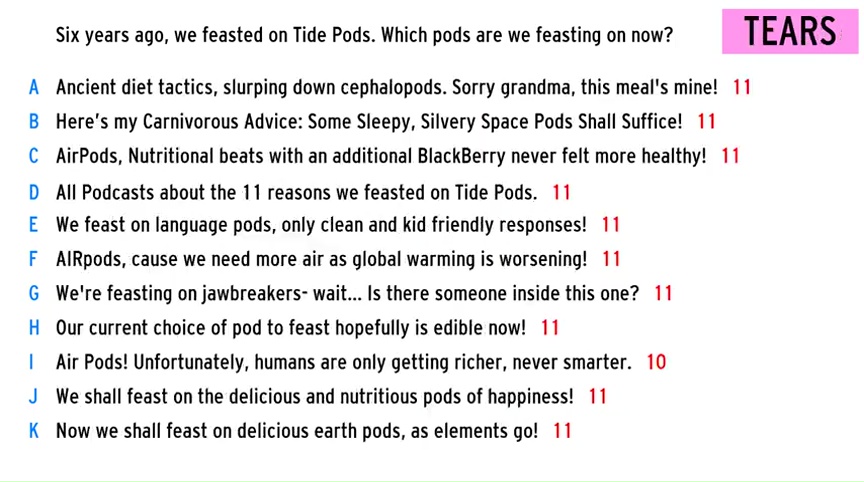 Six years ago, we feasted on Tide Pods. Which pods are we feasting on now?
TEARS
A Ancient diet tactics, slurping down cephalopods. Sorry grandma, this meal's mine! 11
B Here's my Carnivorous Advice: Some Sleepy, Silvery Space Pods Shall Suffice! 11
C AirPods, Nutritional beats with an additional BlackBerry never felt more healthy! 11
D All Podcasts about the 11 reasons we feasted on Tide Pods. 11
E We feast on language pods, only clean and kid friendly responses! 11
F AIRpods, cause we need more air as global warming is worsening! 11
G We're feasting on jawbreakers- wait... Is there someone inside this one? 11
H Our current choice of pod to feast hopefully is edible now! 11
I Air Pods! Unfortunately, humans are only getting richer, never smarter. 10
J We shall feast on the delicious and nutritious pods of happiness! 11
K Now we shall feast on delicious earth pods, as elements go! 11